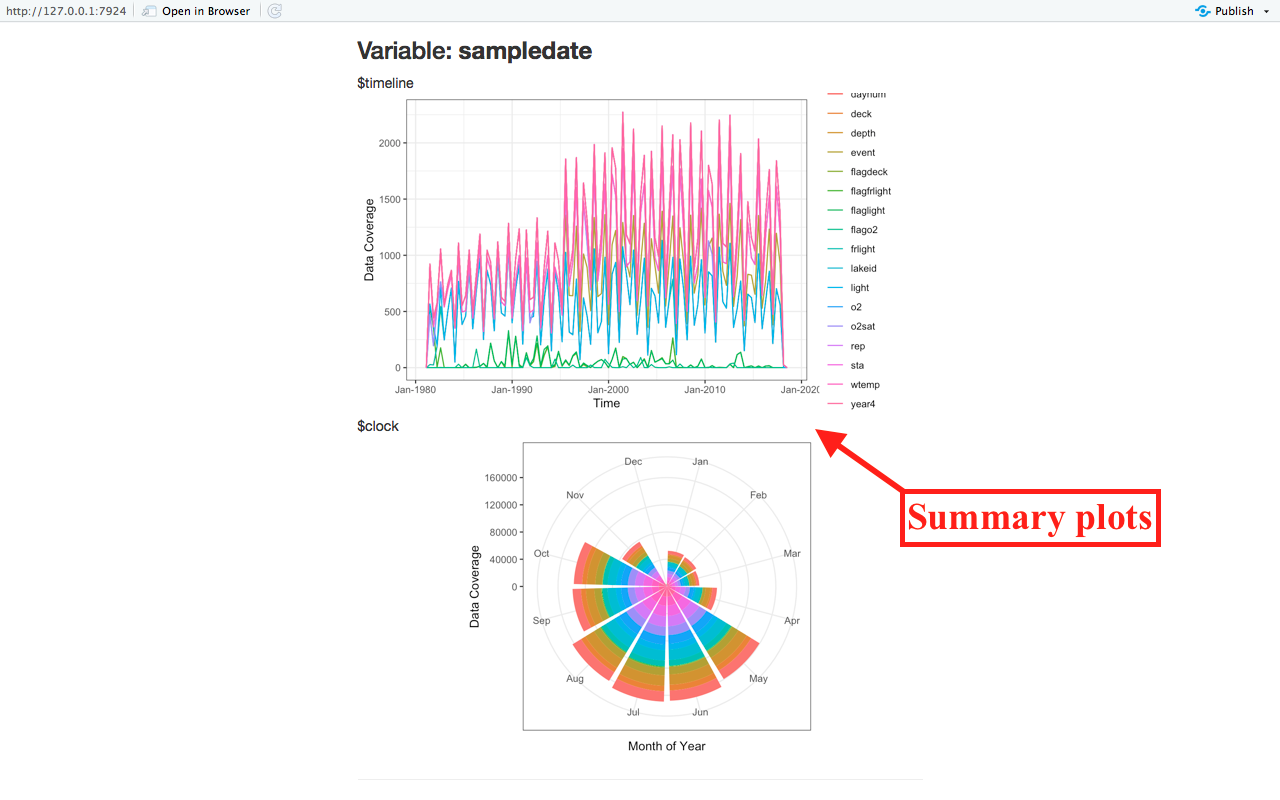 http://127.0.0.1:7924
Open in Browser
Publish
Variable: sampledate
$timeline
Data Coverage
2000
1500
1000
500
0
Jan-1980
Jan-1990
Jan-2000
Jan-2010
Jan-2020
Time
daynum
deck
depth
event
flagdeck
flagfrlight
flaglight
flago2
frlight
lakeid
light
o2
o2sat
rep
sta
wtemp
year4
$clock
Data Coverage
160000
120000
80000
40000
0
Dec
Jan
Nov
Feb
Oct
Mar
Sep
Apr
Aug
May
Jul
Jun
Month of Year
Summary plots